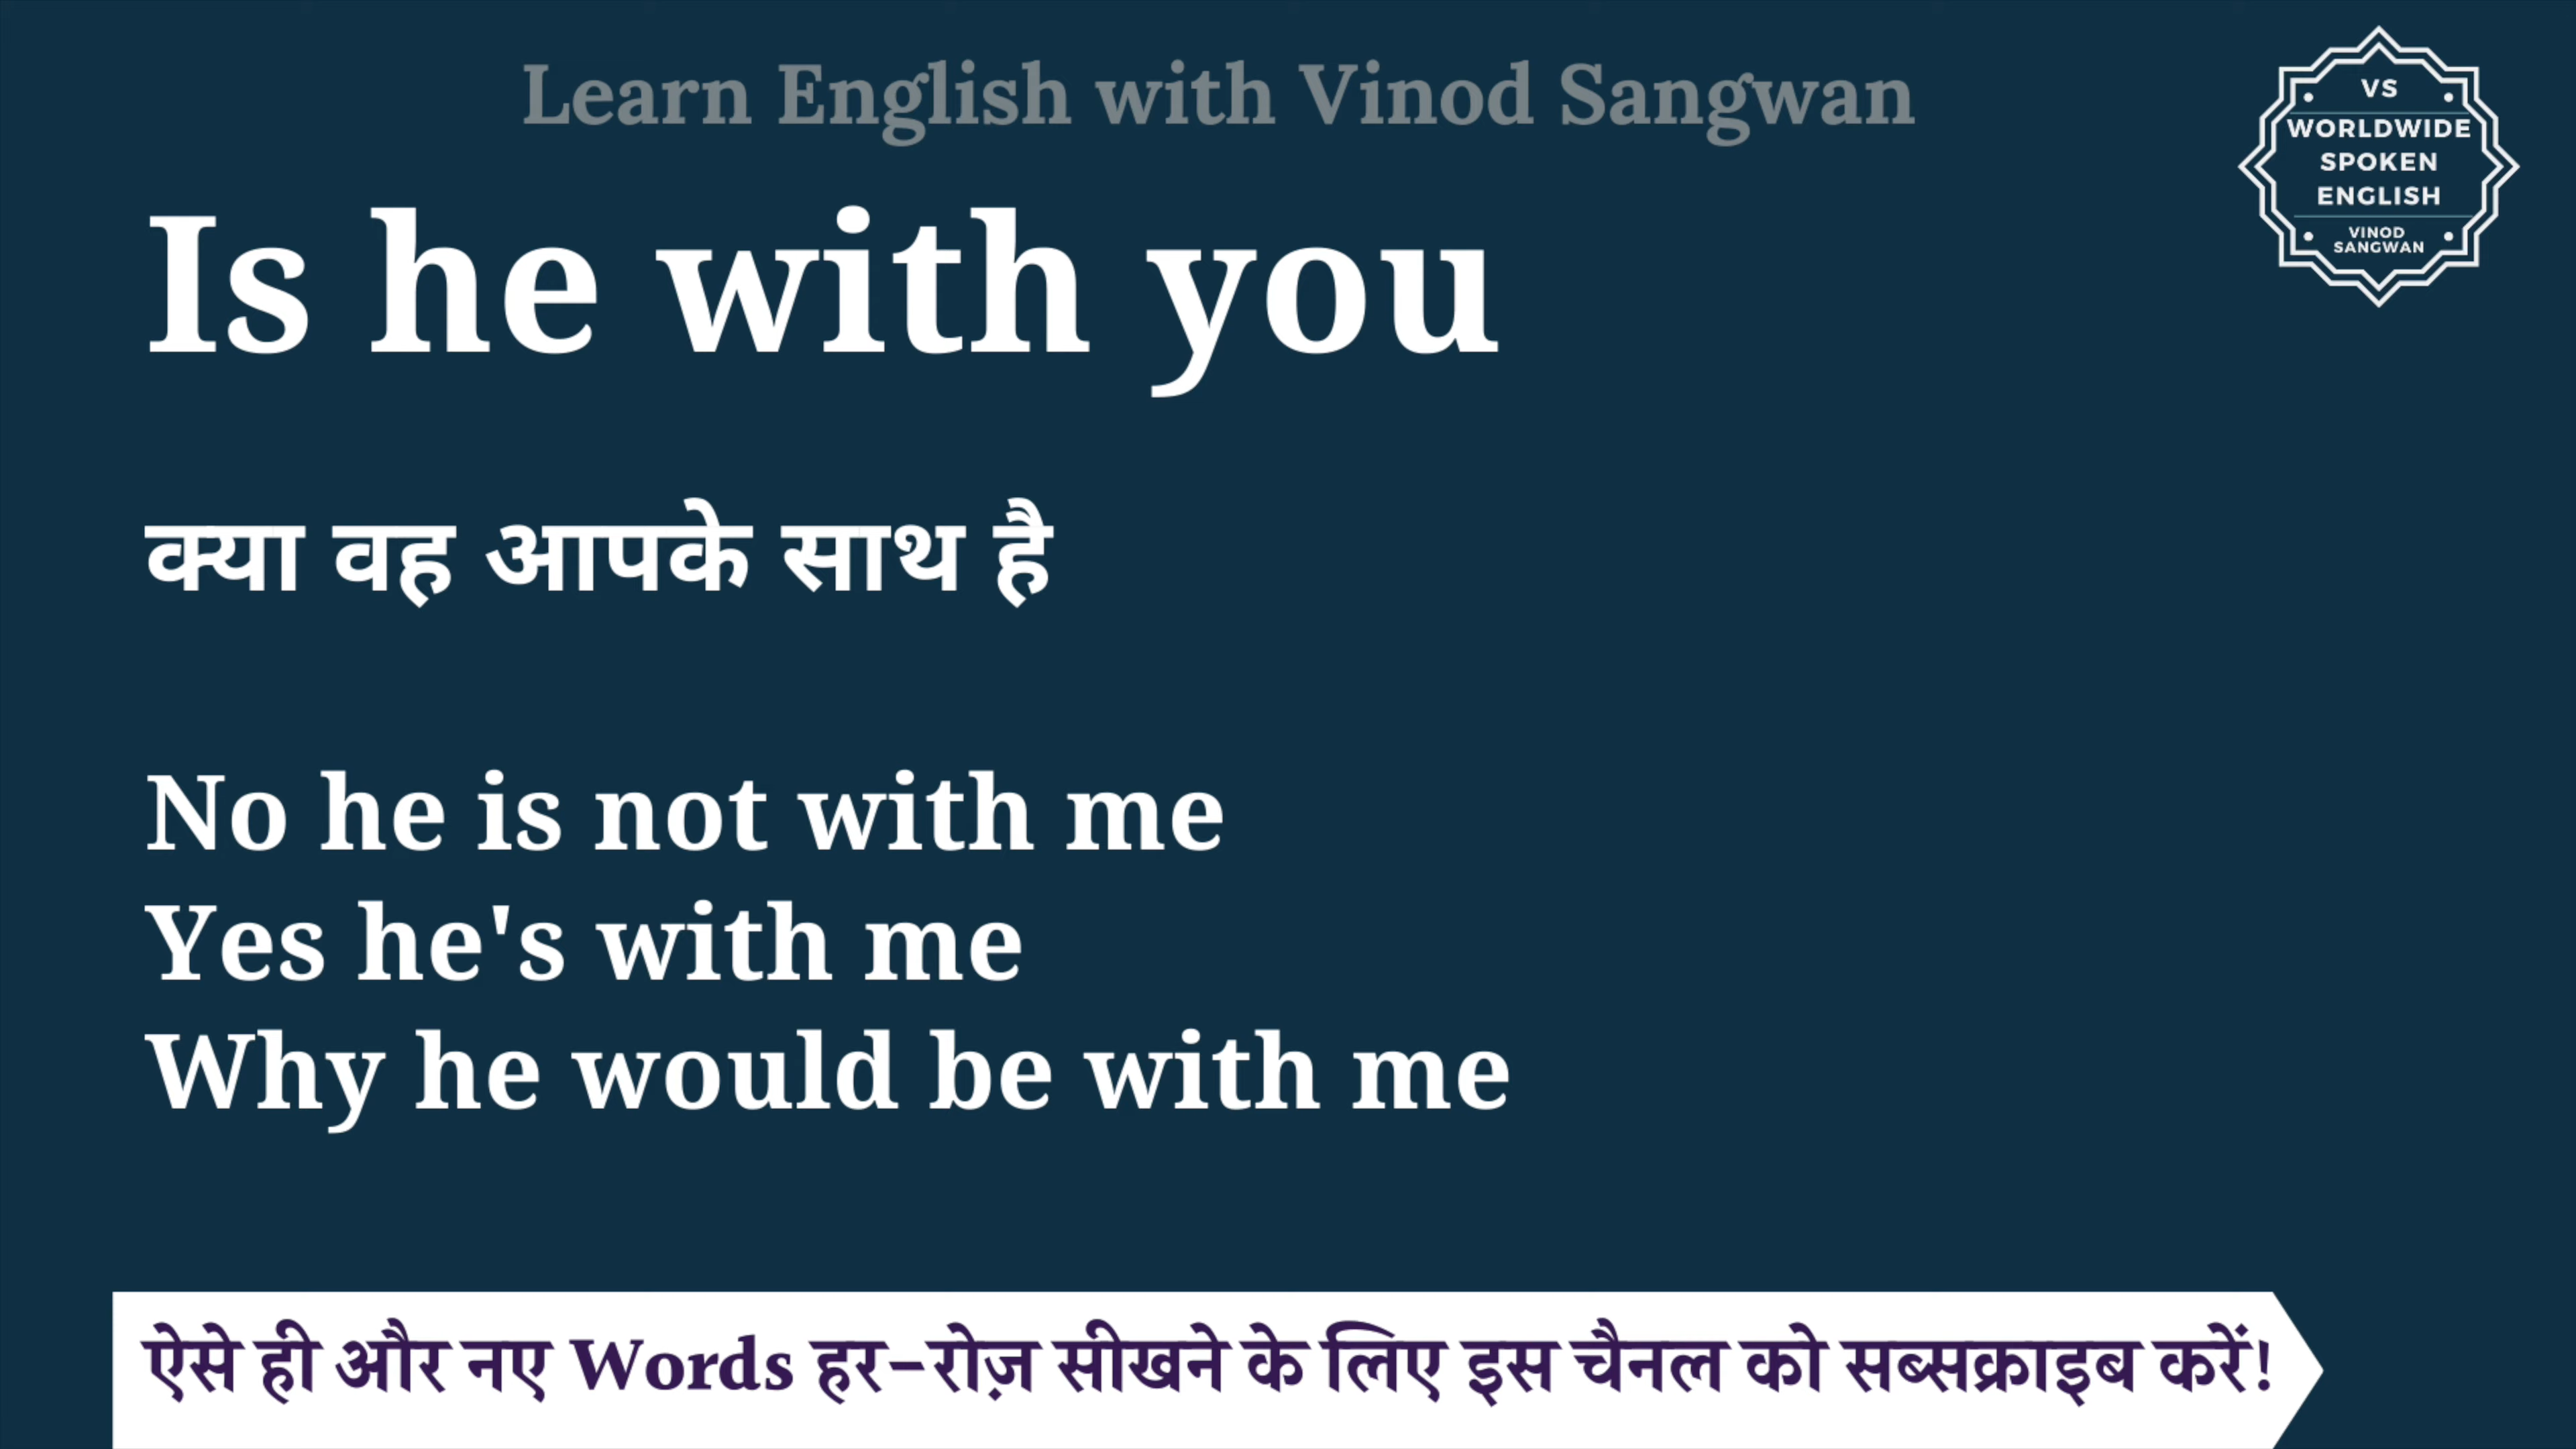 Learn English with Vinod Sangwan
VS
WORLDWIDE
SPOKEN
ENGLISH
VINOD
SANGWAN
Is he with you
क्या वह आपके साथ है
No he is not with me
Yes he's with me
Why he would be with me
ऐसे ही और नए Words हर-रोज़ सीखने के लिए इस चैनल को सब्सक्राइब करें!